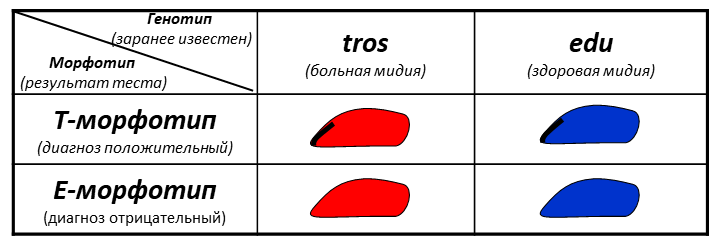 Генотип
(заранее известен)
Морфотип
(результат теста)
tros
(больная мидия)
edu
(здоровая мидия)
Т-морфотип
(диагноз положительный)
Е-морфотип
(диагноз отрицательный)